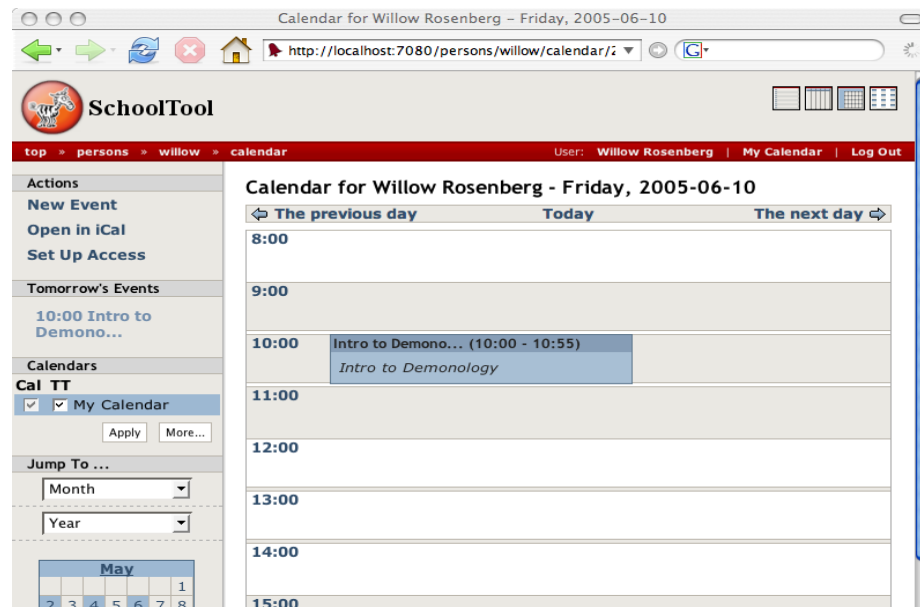 Calendar for Willow Rosenberg – Friday, 2005-06-10
http://localhost:7080/persons/willow/calendar/2
G
SchoolTool
top » persons » willow » calendar User: Willow Rosenberg | My Calendar | Log Out
Actions
New Event
Open in iCal
Set Up Access
Tomorrow's Events
10:00 Intro to
Demono...
Calendars
Cal TT
My Calendar
Apply More...
Jump To ...
Month
Year
May
1
2 3 4 5 6 7 8
Calendar for Willow Rosenberg - Friday, 2005-06-10
The previous day Today The next day
8:00
9:00
10:00 Intro to Demono... (10:00 - 10:55)
Intro to Demonology
11:00
12:00
13:00
14:00
15:00